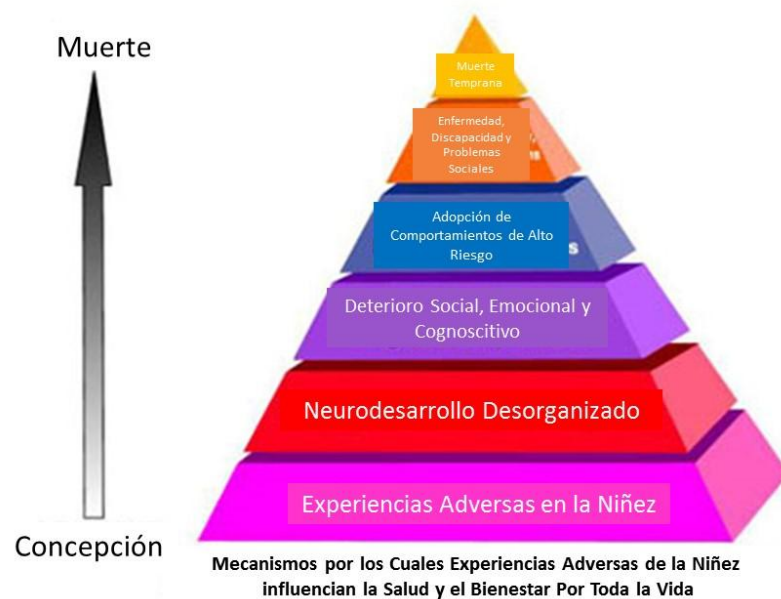 Muerte
Muerte
Temprana
Enfermedad,
Discapacidad y
Problemas
Sociales
Adopción de
Comportamientos de Alto
Riesgo
Deterioro Social, Emocional y
Cognoscitivo
Neurodesarrollo Desorganizado
Experiencias Adversas en la Niñez
Concepción
Mecanismos por los Cuales Experiencias Adversas de la Niñez
influencian la Salud y el Bienestar Por Toda la Vida